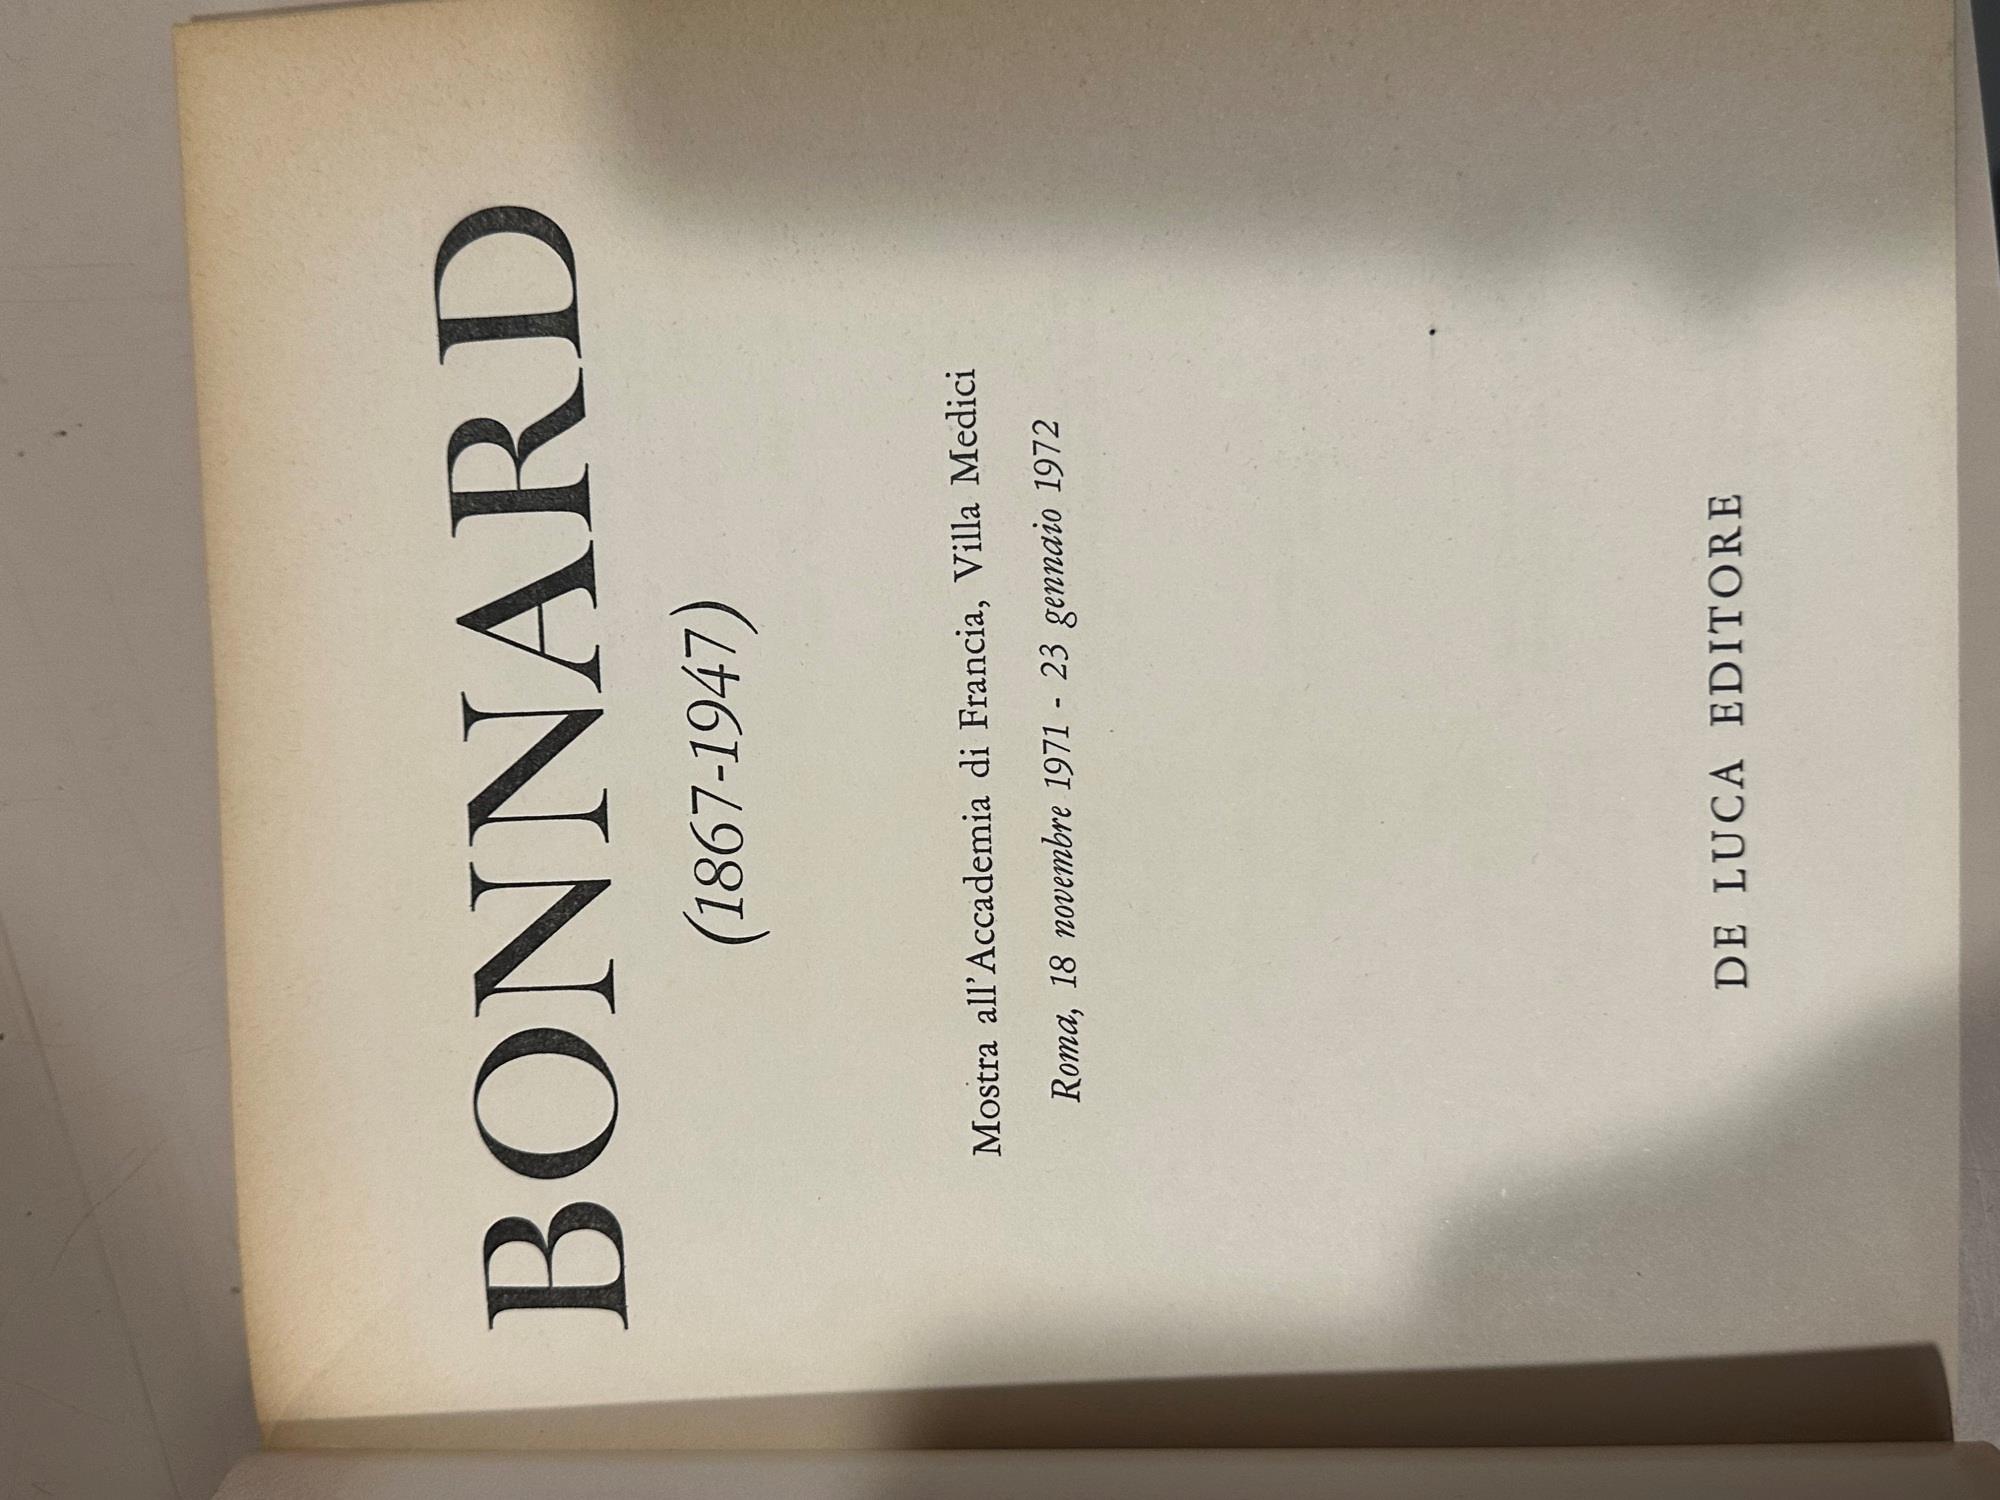 BONNARD
(1867-1947)
Mostra all'Accademia di Francia, Villa Medici
Roma, 18 novembre 1971 - 23 gennaio 1972
DE LUCA EDITORE